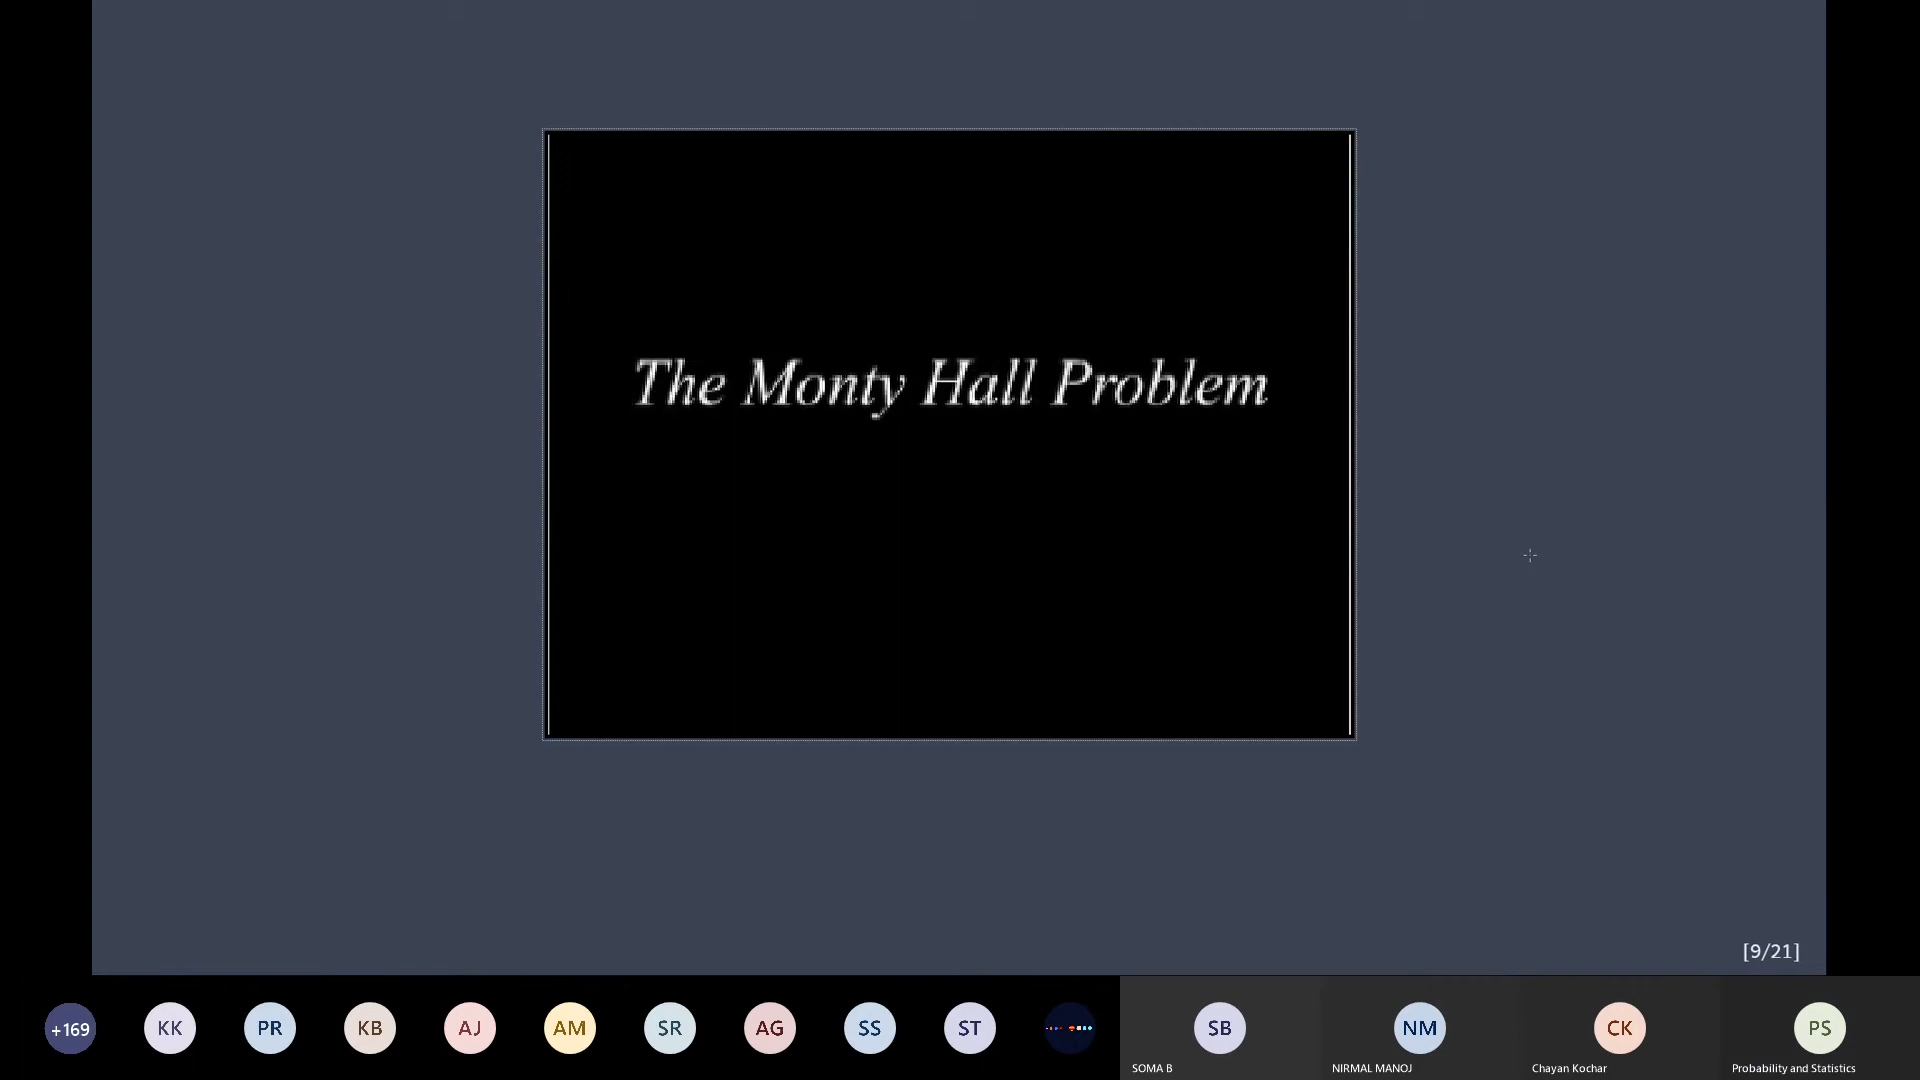 The Monty Hall Problem
[9/21]
+169
KK
PR
KB
AJ
AM
SR
AG
SS
ST
SB
NM
CK
PS
SOMA B
NIRMAL MANOJ
Chayan Kochar
Probability and Statistics